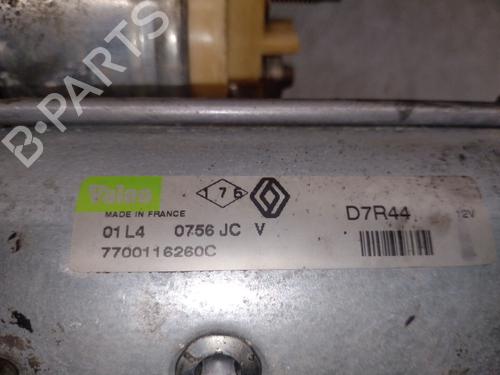 B-PARTS
Valeo
176
D7R44
12V
MADE IN FRANCE
01 L4 0756 JC V
7700116260C